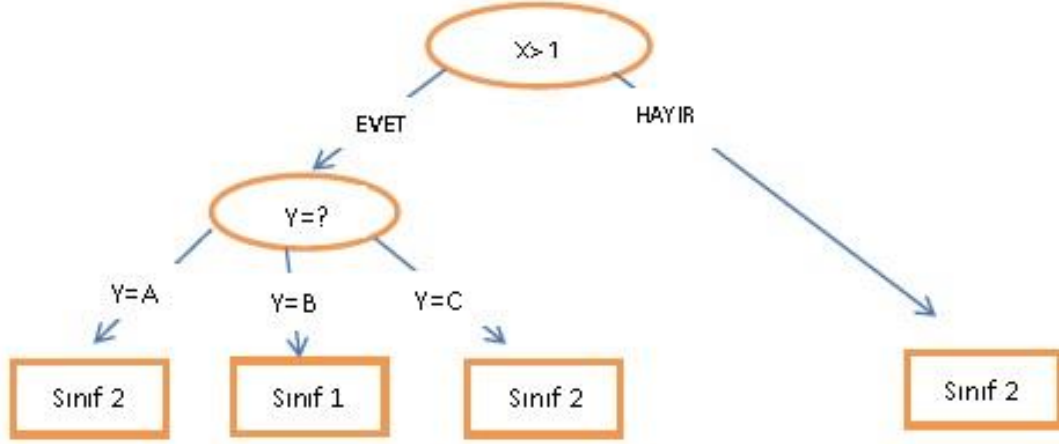 X>1
EVET
HAYIR
Y=?
Y=A
Y=B
Y=C
Sınıf 2
Sınıf 1
Sınıf 2
Sınıf 2